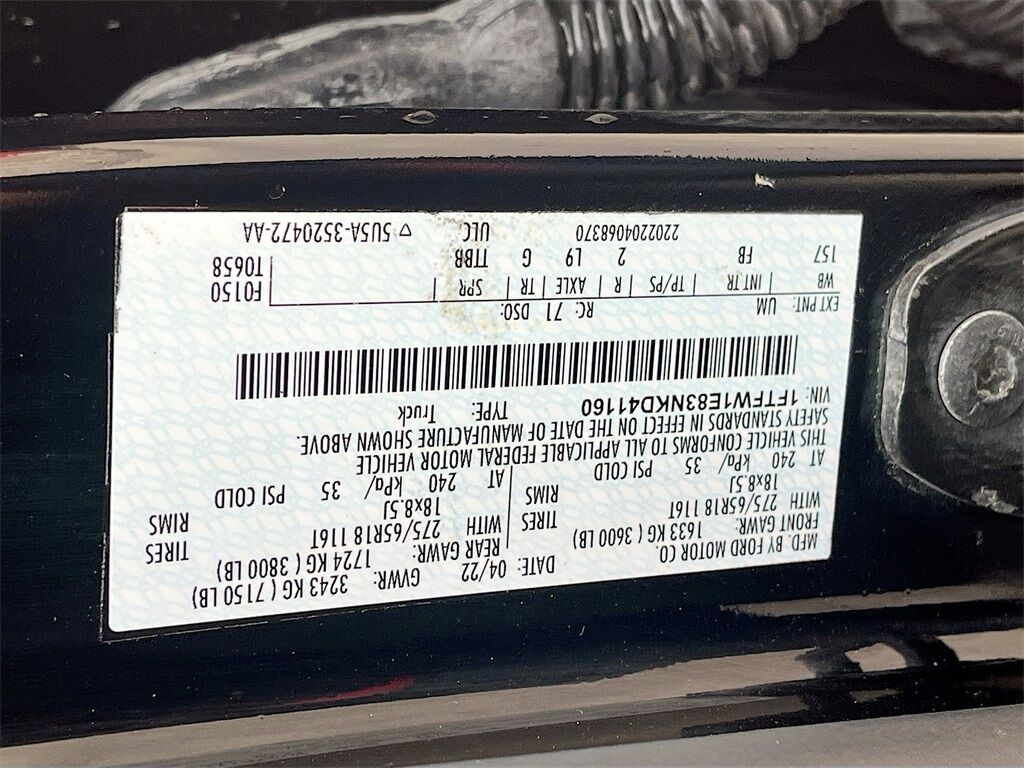 MFD. BY FORD MOTOR CO.
DATE: 04/22 GVWR: 3243 KG ( 7150 LB)
FRONT GAWR: 1633 KG ( 3600 LB) REAR GAWR: 1724 KG ( 3800 LB)
WITH 275/65R18 116T TIRES WITH 275/65R18 116T TIRES
18x8.5J RIMS 18x8.5J RIMS
AT 240 kPa/ 35 PSI COLD AT 240 kPa/ 35 PSI COLD
THIS VEHICLE CONFORMS TO ALL APPLICABLE FEDERAL MOTOR VEHICLE
SAFETY STANDARDS IN EFFECT ON THE DATE OF MANUFACTURE SHOWN ABOVE.
VIN: 1FTFW1E83NKD41160 TYPE: Truck
EXT PNT: UM RC: 71 DSO: F0150
WB INT TR TP/PS R AXLE TR SPR T0658
157 FB 2 L9 G TTBB
2202204068370 ULC ▽ 5U5A-3520472-AA